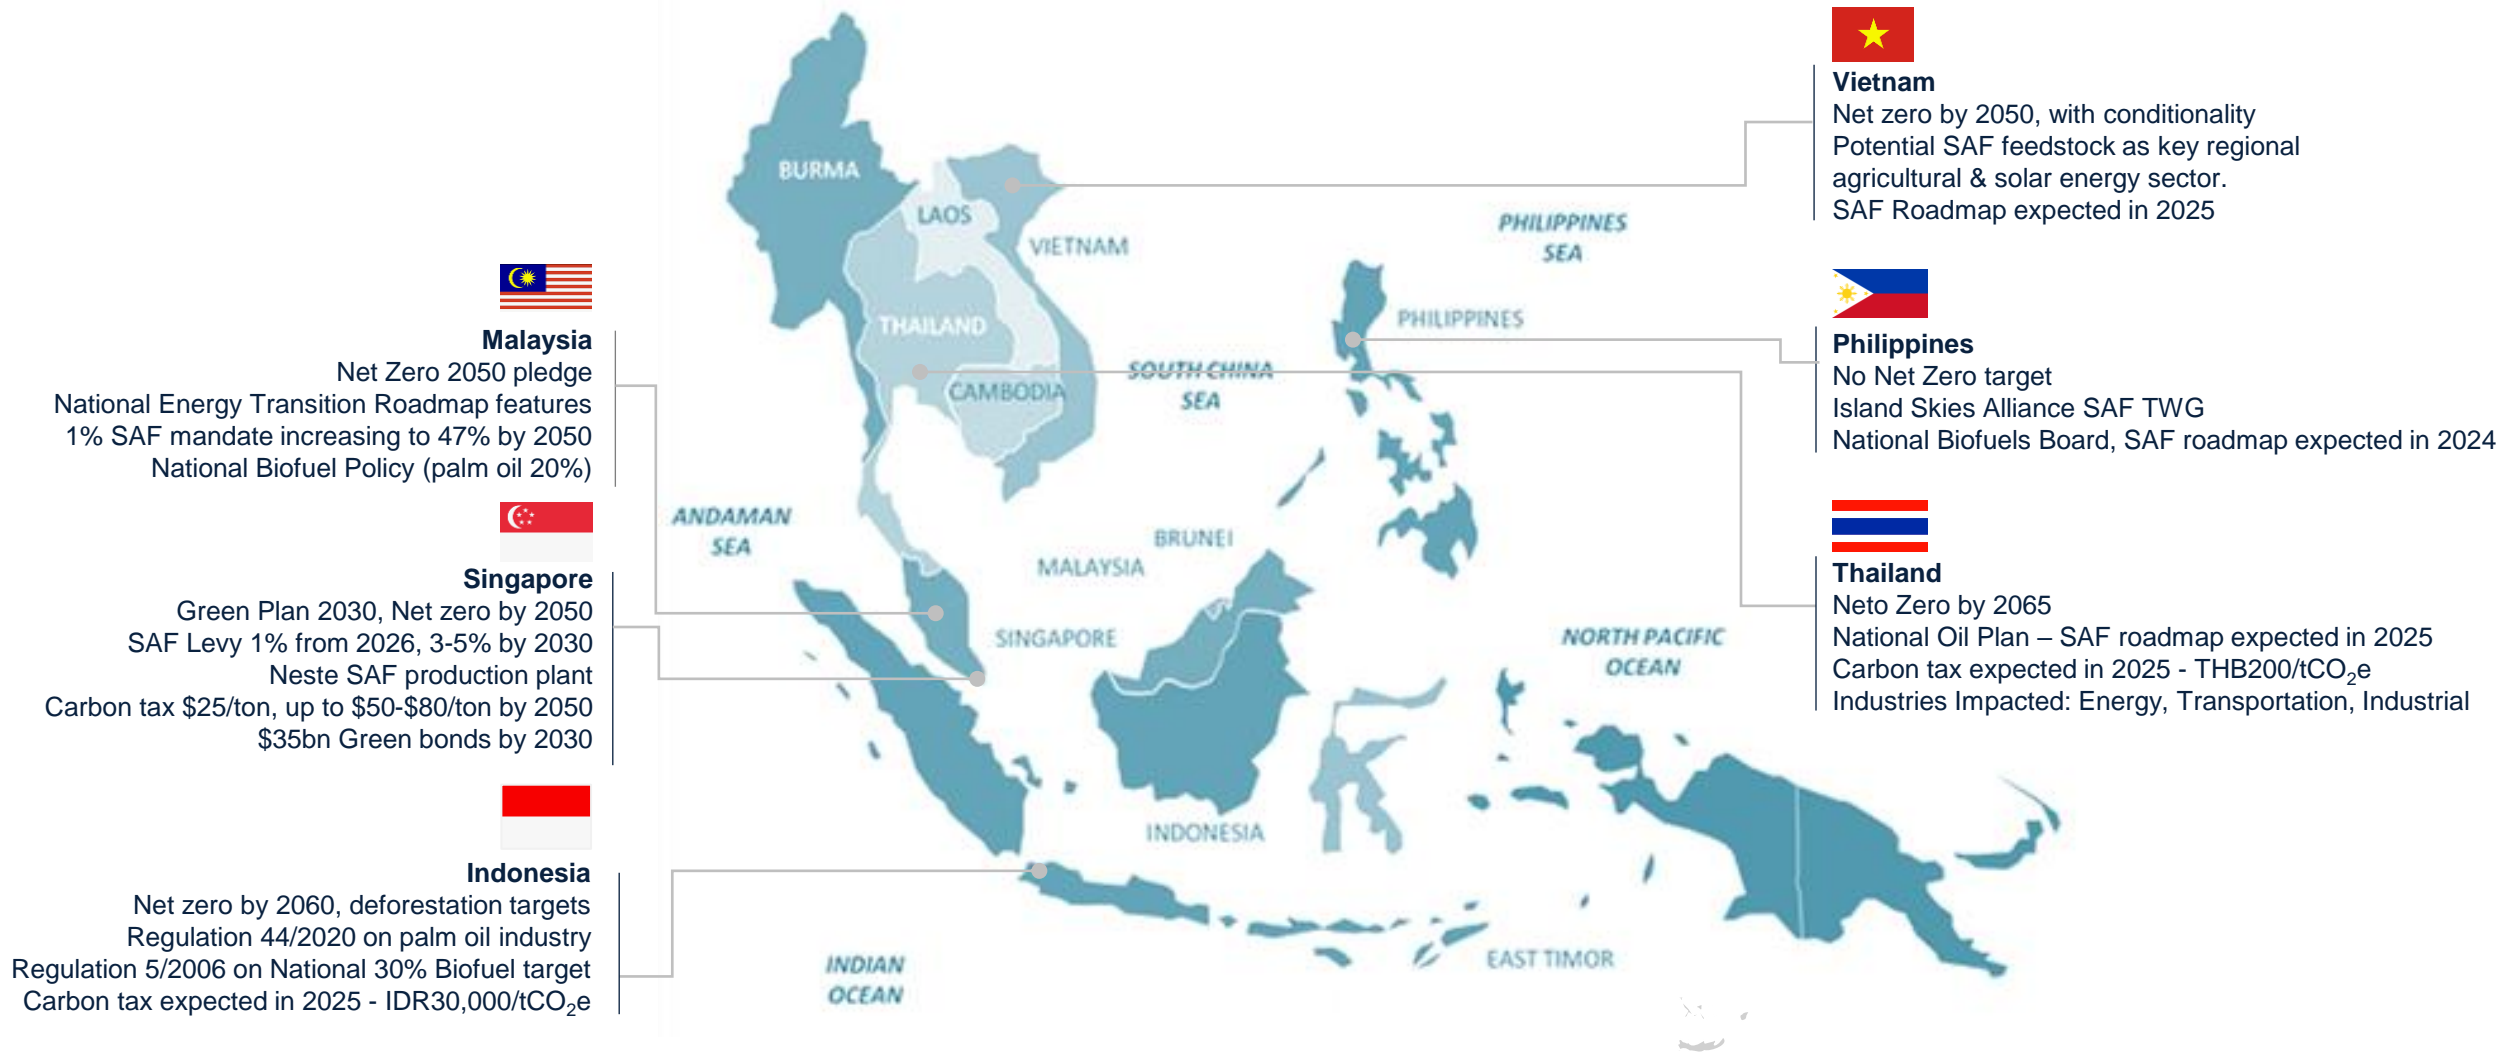 Malaysia
Net Zero 2050 pledge
National Energy Transition Roadmap features
1% SAF mandate increasing to 47% by 2050
National Biofuel Policy (palm oil 20%)
Singapore
Green Plan 2030, Net zero by 2050
SAF Levy 1% from 2026, 3-5% by 2030
Neste SAF production plant
Carbon tax $25/ton, up to $50-$80/ton by 2050
$35bn Green bonds by 2030
Indonesia
Net zero by 2060, deforestation targets
Regulation 44/2020 on palm oil industry
Regulation 5/2006 on National 30% Biofuel target
Carbon tax expected in 2025 - IDR30,000/tCO₂e
BURMA
LAOS
VIETNAM
THAILAND
CAMBODIA
SOUTH CHINA
SEA
PHILIPPINES
SEA
PHILIPPINES
ANDAMAN
SEA
BRUNEI
MALAYSIA
SINGAPORE
NORTH PACIFIC
OCEAN
INDONESIA
EAST TIMOR
INDIAN
OCEAN
Vietnam
Net zero by 2050, with conditionality
Potential SAF feedstock as key regional
agricultural & solar energy sector.
SAF Roadmap expected in 2025
Philippines
No Net Zero target
Island Skies Alliance SAF TWG
National Biofuels Board, SAF roadmap expected in 2024
Thailand
Neto Zero by 2065
National Oil Plan – SAF roadmap expected in 2025
Carbon tax expected in 2025 - THB200/tCO₂e
Industries Impacted: Energy, Transportation, Industrial